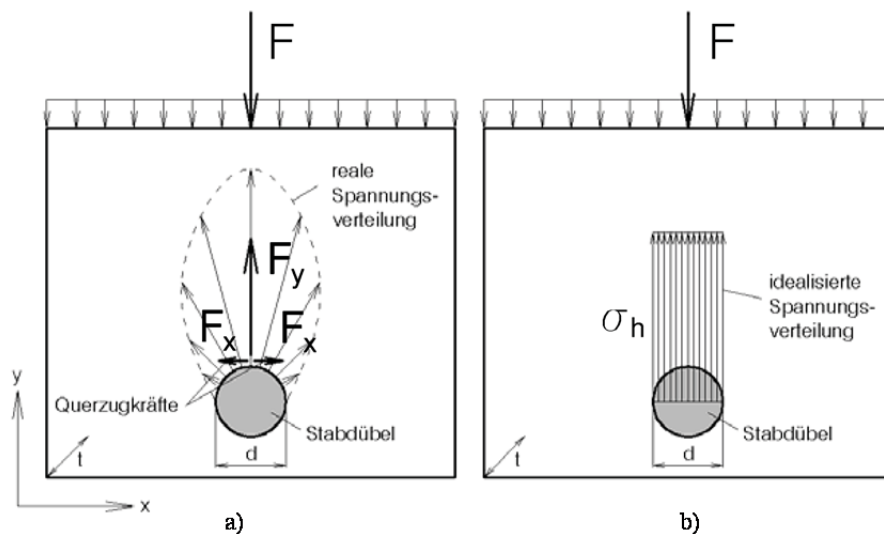 F
reale
Spannungs-
verteilung
F y
F x
F x
Querzugkräfte
Stabdübel
y
t
d
x
a)
F
idealisierte
Spannungs-
verteilung
σ h
Stabdübel
t
d
b)